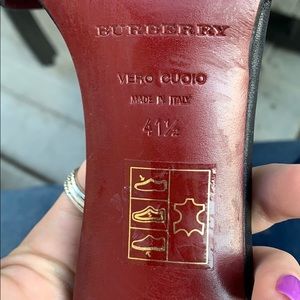 BURBERRY
VERO CUOIO
MADE IN ITALY
41½